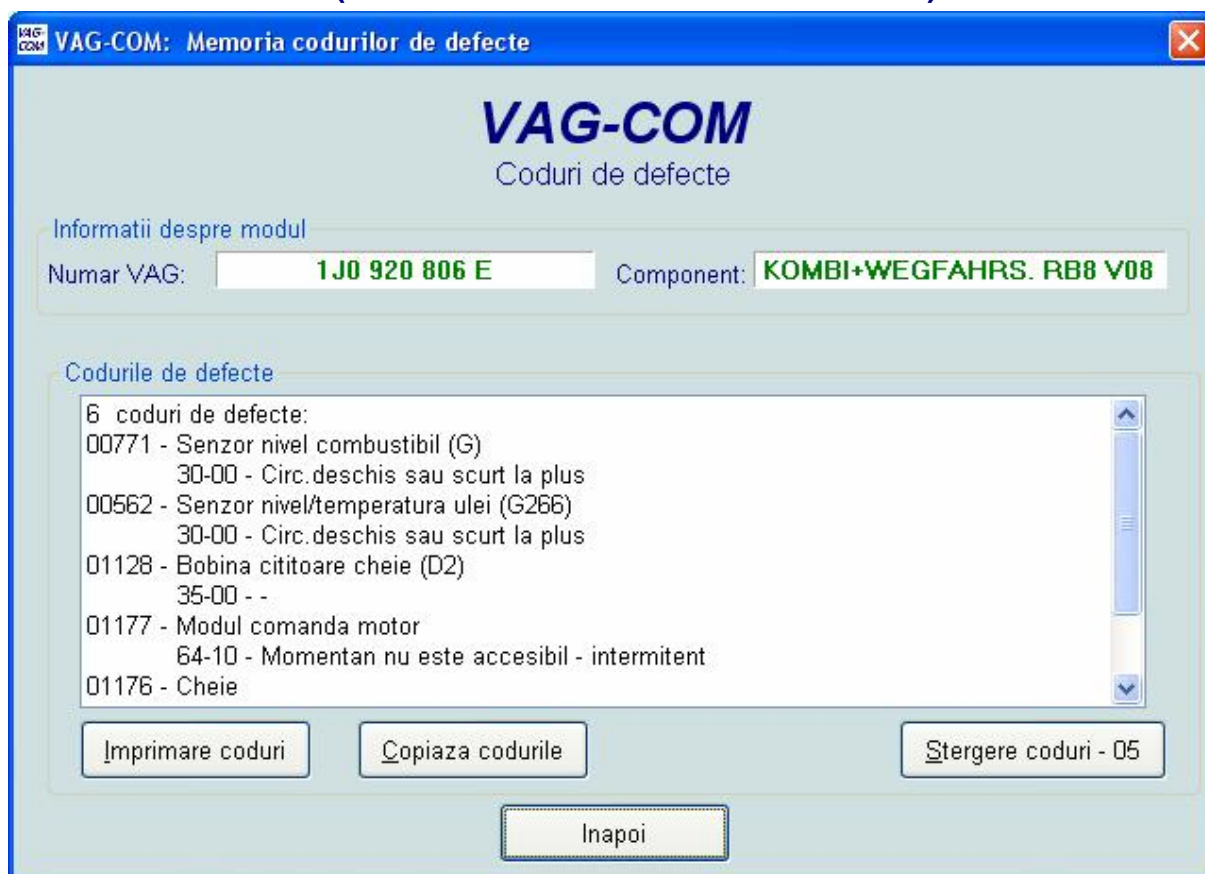 VAG-COM: Memoria codurilor de defecte
VAG-COM
Coduri de defecte
Informatii despre modul
Numar VAG: 1J0 920 806 E Component: KOMBI+WEGFAHRS. RB8 V08
Codurile de defecte
6 coduri de defecte:
00771 - Senzor nivel combustibil (G)
30-00 - Circ.deschis sau scurt la plus
00562 - Senzor nivel/temperatura ulei (G266)
30-00 - Circ.deschis sau scurt la plus
01128 - Bobina cititoare cheie (D2)
35-00 - -
01177 - Modul comanda motor
64-10 - Momentan nu este accesibil - intermitent
01176 - Cheie
Imprimare coduri Copiaza codurile Stergere coduri - 05
Inapoi